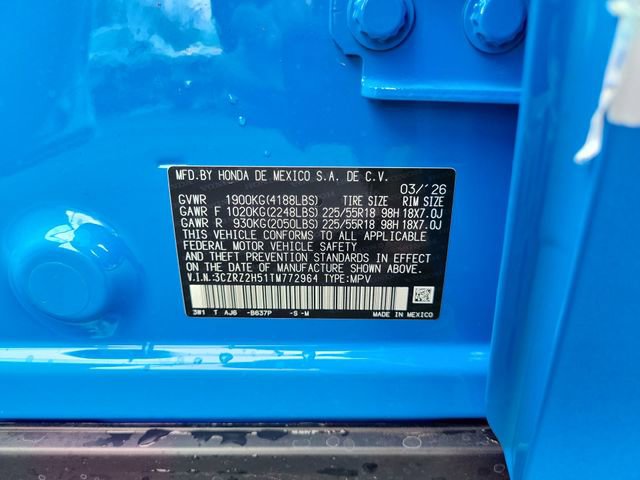 MFD.BY HONDA DE MEXICO S.A. DE C.V.
03/'26
GVWR 1900KG(4188LBS) TIRE SIZE RIM SIZE
GAWR F 1020KG(2248LBS) 225/55R18 98H 18X7.0J
GAWR R 930KG(2050LBS) 225/55R18 98H 18X7.0J
THIS VEHICLE CONFORMS TO ALL APPLICABLE
FEDERAL MOTOR VEHICLE SAFETY
AND THEFT PREVENTION STANDARDS IN EFFECT
ON THE DATE OF MANUFACTURE SHOWN ABOVE.
V.I.N.:3CZRZ2H51TM772964 TYPE:MPV
3W1 T AJ6 -B637P -S-M MADE IN MEXICO